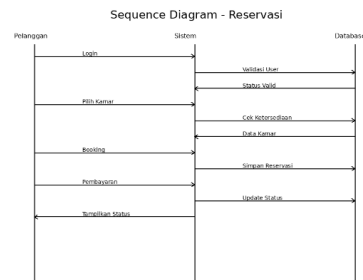 Sequence Diagram - Reservasi
Pelanggan
Sistem
Database
Login
Validasi User
Status Valid
Pilih Kamar
Cek Ketersediaan
Data Kamar
Booking
Simpan Reservasi
Pembayaran
Update Status
Tampilkan Status